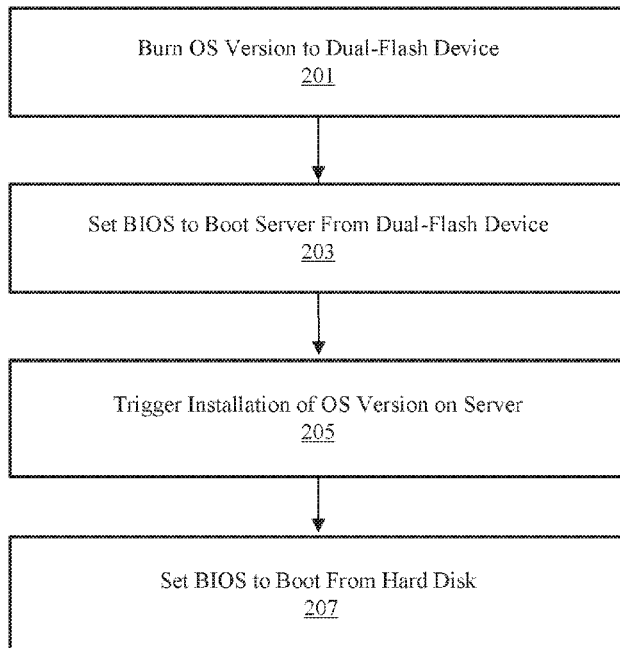 Burn OS Version to Dual-Flash Device
201
Set BIOS to Boot Server From Dual-Flash Device
203
Trigger Installation of OS Version on Server
205
Set BIOS to Boot From Hard Disk
207